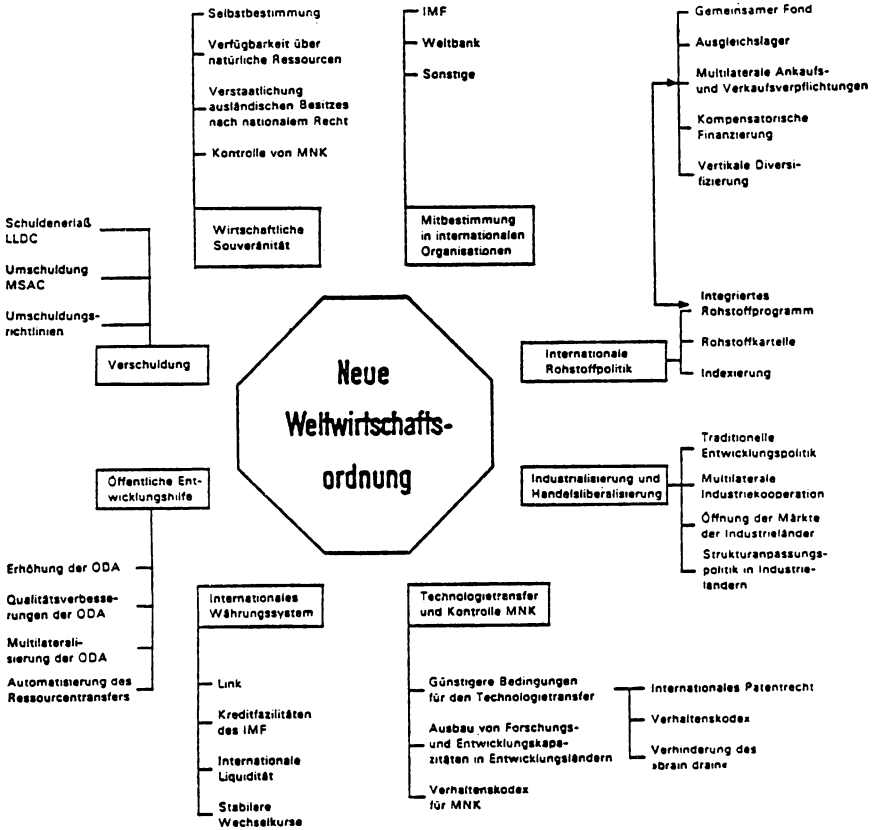 Selbstbestimmung
Verfügbarkeit über
natürliche Ressourcen
Verstaatlichung
ausländischen Besitzes
nach nationalem Recht
Kontrolle von MNK
Wirtschaftliche
Souveränität
IMF
Weltbank
Sonstige
Mitbestimmung
in internationalen
Organisationen
Gemeinsamer Fond
Ausgleichslager
Multilaterale Ankaufs-
und Verkaufsverpflichtungen
Kompensatorische
Finanzierung
Vertikale Diversi-
fizierung
Integriertes
Rohstoffprogramm
Rohstoffkartelle
Indexierung
Internationale
Rohstoffpolitik
Schuldenerlaß
LLDC
Umschuldung
MSAC
Umschuldungs-
richtlinien
Verschuldung
Neue
Weltwirtschafts-
ordnung
Traditionelle
Entwicklungspolitik
Multilaterale
Industriekooperation
Öffnung der Märkte
der Industrieländer
Strukturanpassungs-
politik in Industrie-
ländern
Industrialisierung und
Handelsliberalisierung
Öffentliche Ent-
wicklungshilfe
Erhöhung der ODA
Qualitätsverbesse-
rungen der ODA
Multilaterali-
sierung der ODA
Automatisierung des
Ressourcentransfers
Internationales
Währungssystem
Link
Kreditfazilitäten
des IMF
Internationale
Liquidität
Stabilere
Wechselkurse
Technologietransfer
und Kontrolle MNK
Günstigere Bedingungen
für den Technologietransfer
Ausbau von Forschungs-
und Entwicklungskapa-
zitäten in Entwicklungsländern
Verhaltenskodex
für MNK
Internationales Patentrecht
Verhaltenskodex
Verhinderung des
»brain drain«